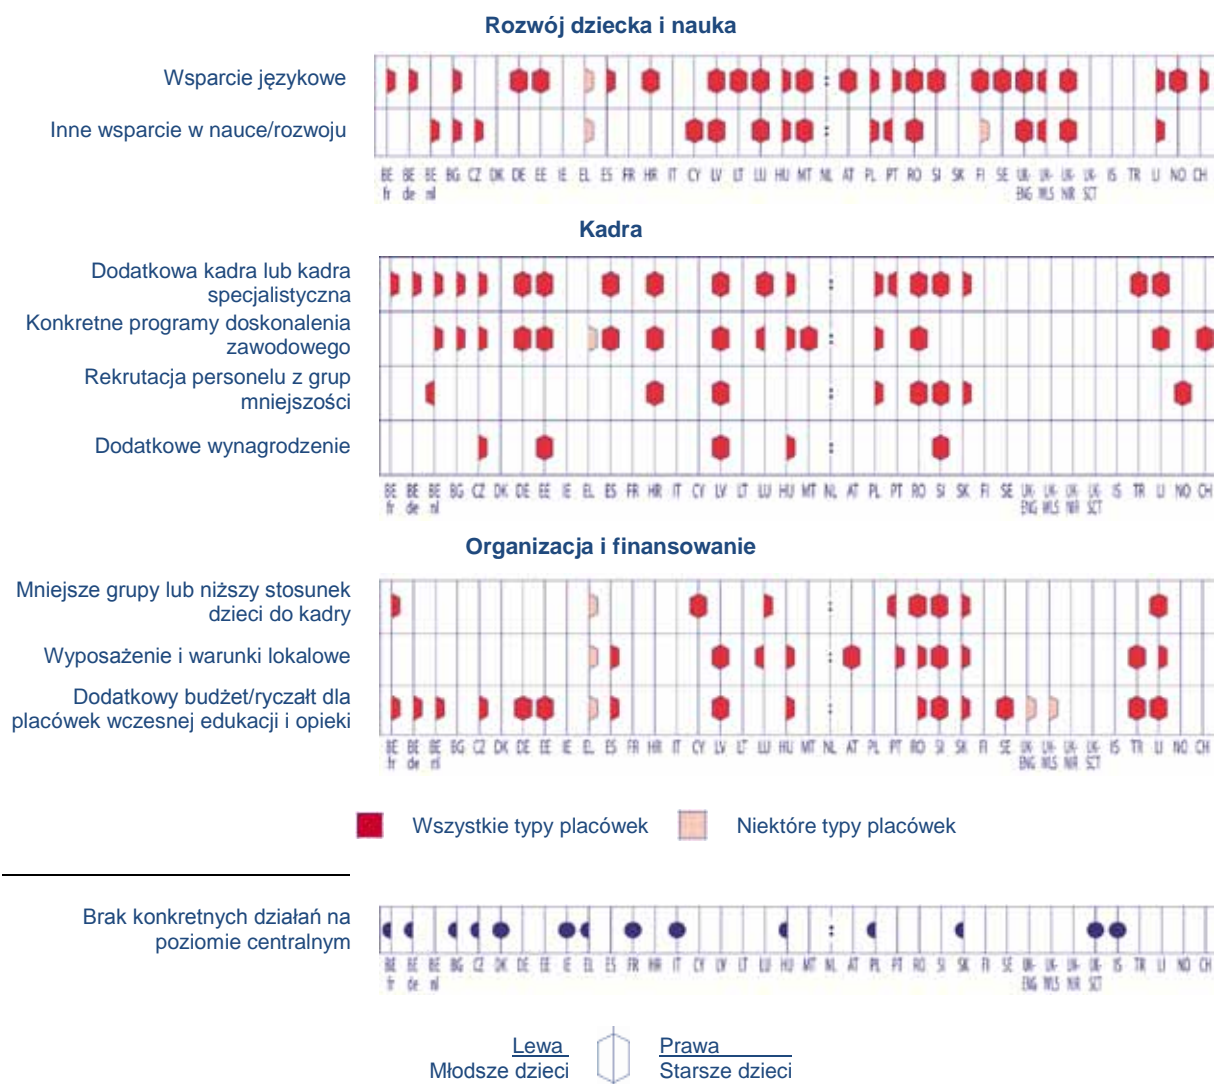 Rozwój dziecka i nauka
Wsparcie językowe
Inne wsparcie w nauce/rozwoju
BE BE BE BG CZ DK DE EE IE EL ES FR HR IT CY LV LT LU HU MT NL AT PL PT RO SI SK FI SE UK- UK- UK- UK- IS TR LI NO CH
fr de nl ENG WLS NIR SCT
Kadra
Dodatkowa kadra lub kadra
specjalistyczna
Konkretne programy doskonalenia
zawodowego
Rekrutacja personelu z grup
mniejszości
Dodatkowe wynagrodzenie
BE BE BE BG CZ DK DE EE IE EL ES FR HR IT CY LV LT LU HU MT NL AT PL PT RO SI SK FI SE UK- UK- UK- UK- IS TR LI NO CH
fr de nl ENG WLS NIR SCT
Organizacja i finansowanie
Mniejsze grupy lub niższy stosunek
dzieci do kadry
Wyposażenie i warunki lokalowe
Dodatkowy budżet/ryczałt dla
placówek wczesnej edukacji i opieki
BE BE BE BG CZ DK DE EE IE EL ES FR HR IT CY LV LT LU HU MT NL AT PL PT RO SI SK FI SE UK- UK- UK- UK- IS TR LI NO CH
fr de nl ENG WLS NIR SCT
Wszystkie typy placówek Niektóre typy placówek
Brak konkretnych działań na
poziomie centralnym
BE BE BE BG CZ DK DE EE IE EL ES FR HR IT CY LV LT LU HU MT NL AT PL PT RO SI SK FI SE UK- UK- UK- UK- IS TR LI NO CH
fr de nl ENG WLS NIR SCT
Lewa Prawa
Młodsze dzieci Starsze dzieci